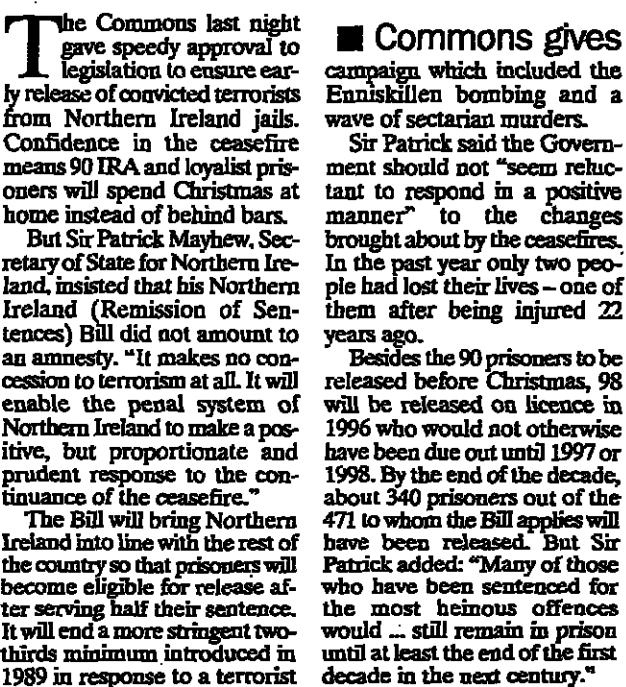 The Commons last night
gave speedy approval to
legislation to ensure ear-
ly release of convicted terrorists
from Northern Ireland jails.
Confidence in the ceasefire
means 90 IRA and loyalist pris-
oners will spend Christmas at
home instead of behind bars.
But Sir Patrick Mayhew, Sec-
retary of State for Northern Ire-
land, insisted that his Northern
Ireland (Remission of Sen-
tences) Bill did not amount to
an amnesty. "It makes no con-
cession to terrorism at all. It will
enable the penal system of
Northern Ireland to make a pos-
itive, but proportionate and
prudent response to the con-
tinuance of the ceasefire."
The Bill will bring Northern
Ireland into line with the rest of
the country so that prisoners will
become eligible for release af-
ter serving half their sentence.
It will end a more stringent two-
thirds minimum introduced in
1989 in response to a terrorist
■ Commons gives
campaign which included the
Enniskillen bombing and a
wave of sectarian murders.
Sir Patrick said the Govern-
ment should not "seem reluc-
tant to respond in a positive
manner" to the changes
brought about by the ceasefires.
In the past year only two peo-
ple had lost their lives – one of
them after being injured 22
years ago.
Besides the 90 prisoners to be
released before Christmas, 98
will be released on licence in
1996 who would not otherwise
have been due out until 1997 or
1998. By the end of the decade,
about 340 prisoners out of the
471 to whom the Bill applies will
have been released. But Sir
Patrick added: "Many of those
who have been sentenced for
the most heinous offences
would ... still remain in prison
until at least the end of the first
decade in the next century."